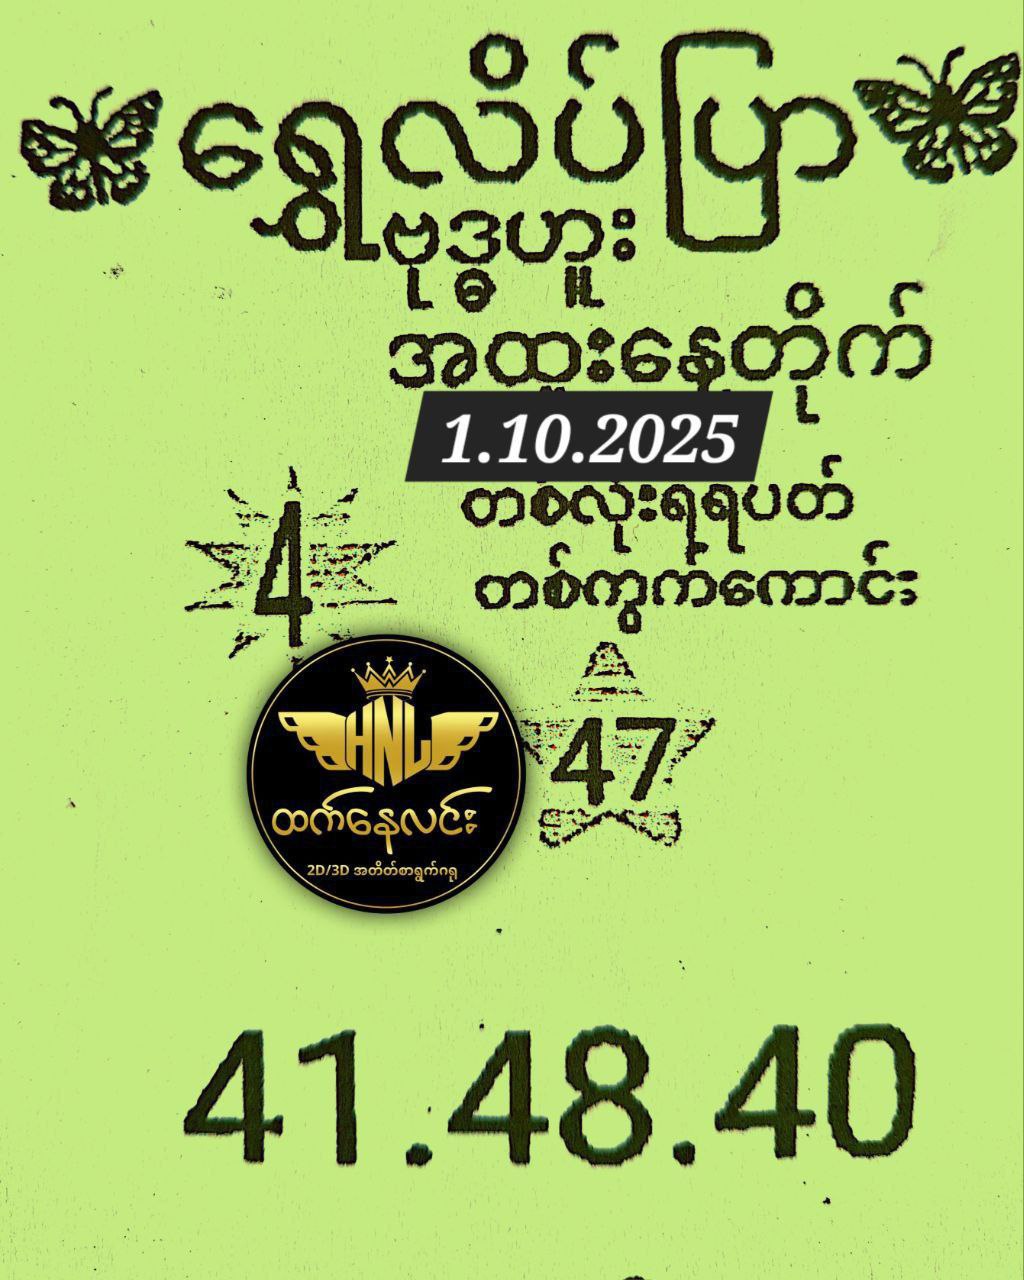 ရွှေလိပ်ပြာ
ဗုဒ္ဓဟူး
အထူးနေ့တိုက်
1.10.2025
တစ်လုံးရရပတ်
တစ်ကွက်ကောင်း
4
47
HNL
ထက်နေလင်း
2D/3D အတိတ်စာရွက်ဂရု
41.48.40